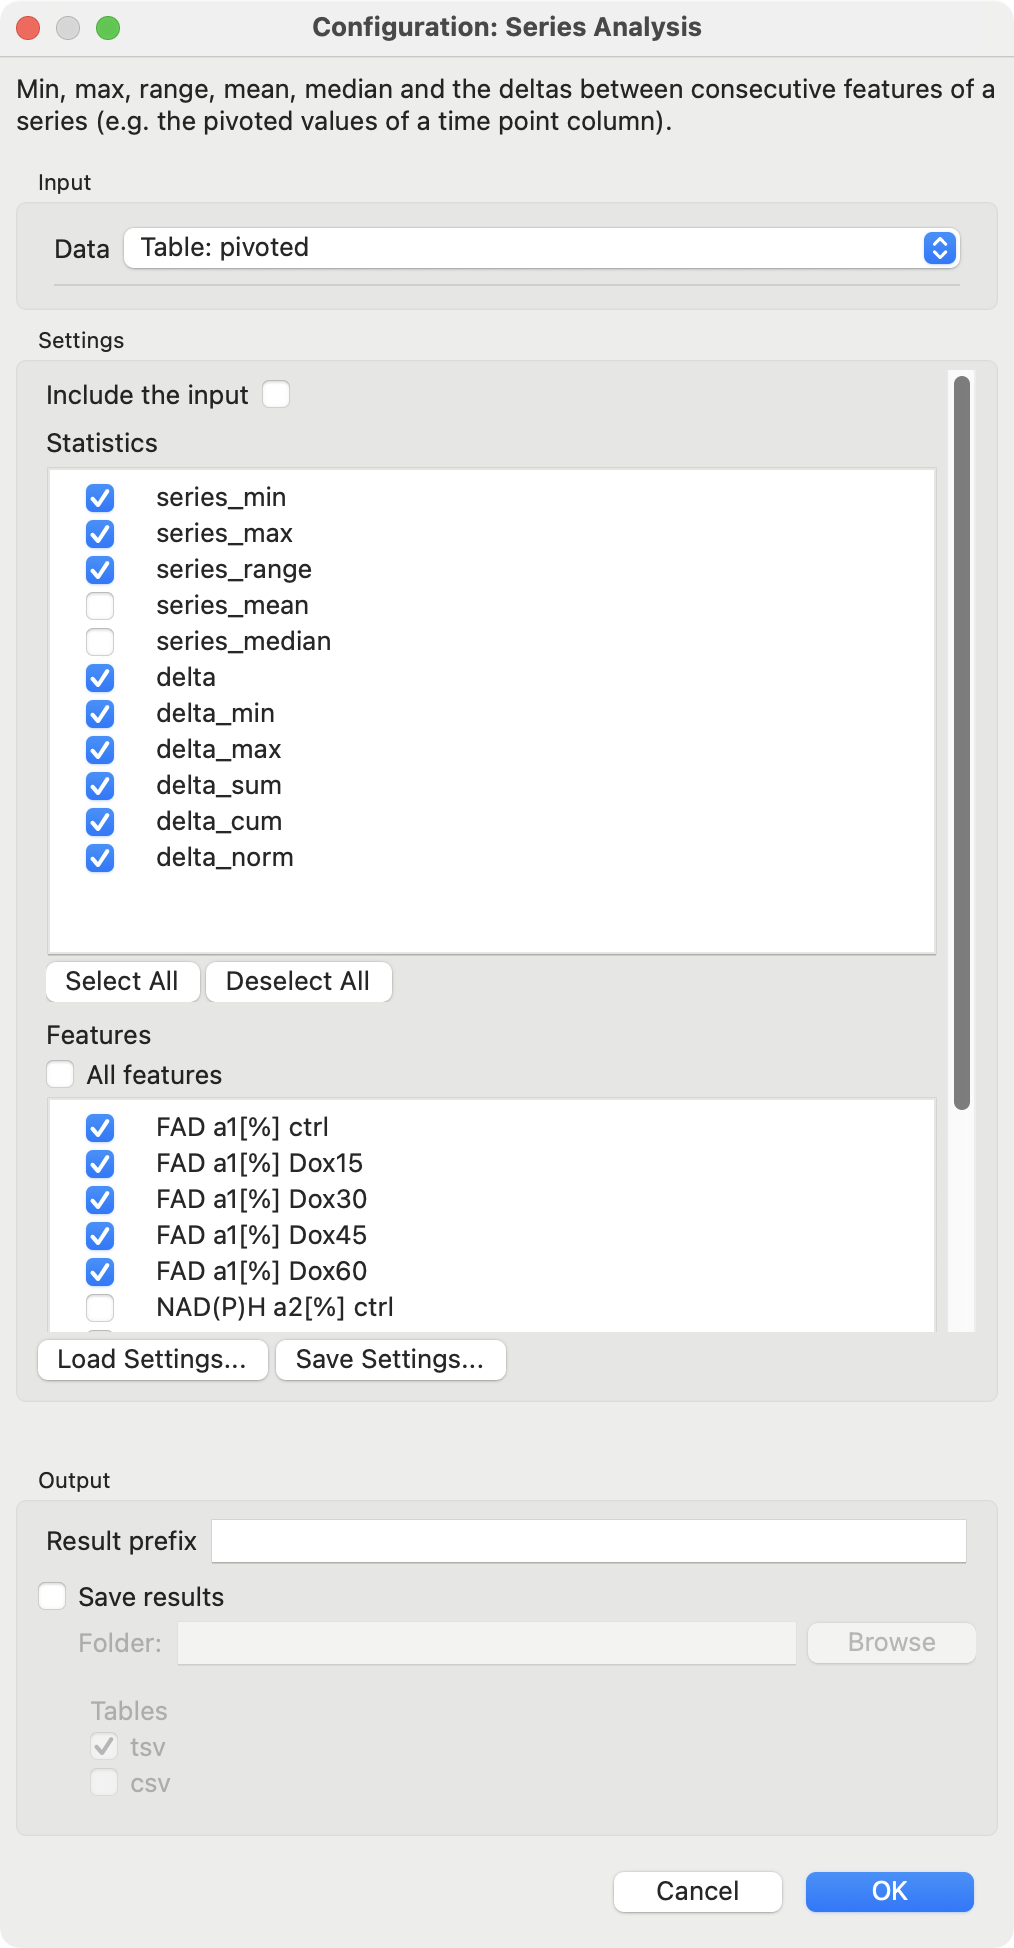 Configuration: Series Analysis
Min, max, range, mean, median and the deltas between consecutive features of a
series (e.g. the pivoted values of a time point column).
Input
Data Table: pivoted
Settings
Include the input
Statistics
series_min
series_max
series_range
series_mean
series_median
delta
delta_min
delta_max
delta_sum
delta_cum
delta_norm
Select All Deselect All
Features
All features
FAD a1[%] ctrl
FAD a1[%] Dox15
FAD a1[%] Dox30
FAD a1[%] Dox45
FAD a1[%] Dox60
NAD(P)H a2[%] ctrl
Load Settings... Save Settings...
Output
Result prefix
Save results
Folder: Browse
Tables
tsv
csv
Cancel OK